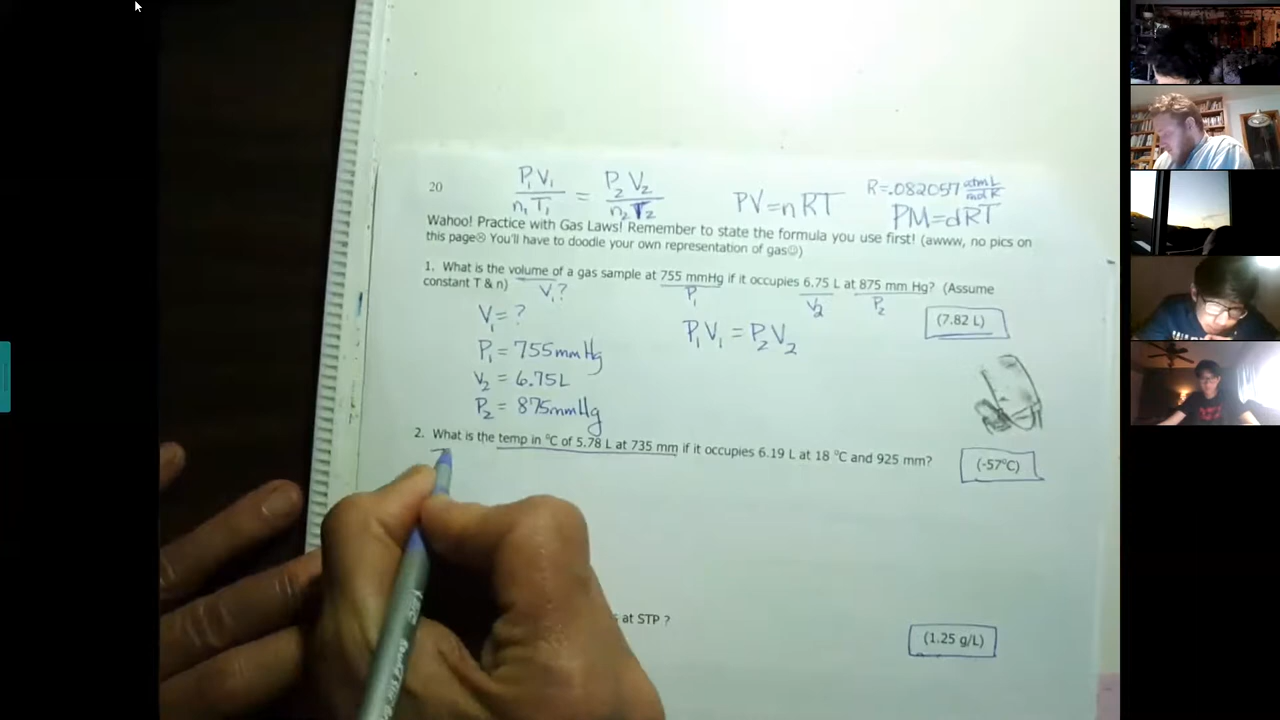 20
P₁V₁ / n₁T₁ = P₂V₂ / n₂T₂
PV=nRT
R=.082057 atm L / mol K
PM=dRT
Wahoo! Practice with Gas Laws! Remember to state the formula you use first! (awww, no pics on
this page☹ You'll have to doodle your own representation of gas☺)
1. What is the volume of a gas sample at 755 mmHg if it occupies 6.75 L at 875 mm Hg? (Assume
constant T & n)
V₁?
P₁
V₂
P₂
(7.82 L)
V₁ = ?
P₁V₁ = P₂V₂
P₁ = 755mmHg
V₂ = 6.75L
P₂ = 875mmHg
2. What is the temp in °C of 5.78 L at 735 mm if it occupies 6.19 L at 18 °C and 925 mm?
(-57°C)
at STP ?
(1.25 g/L)